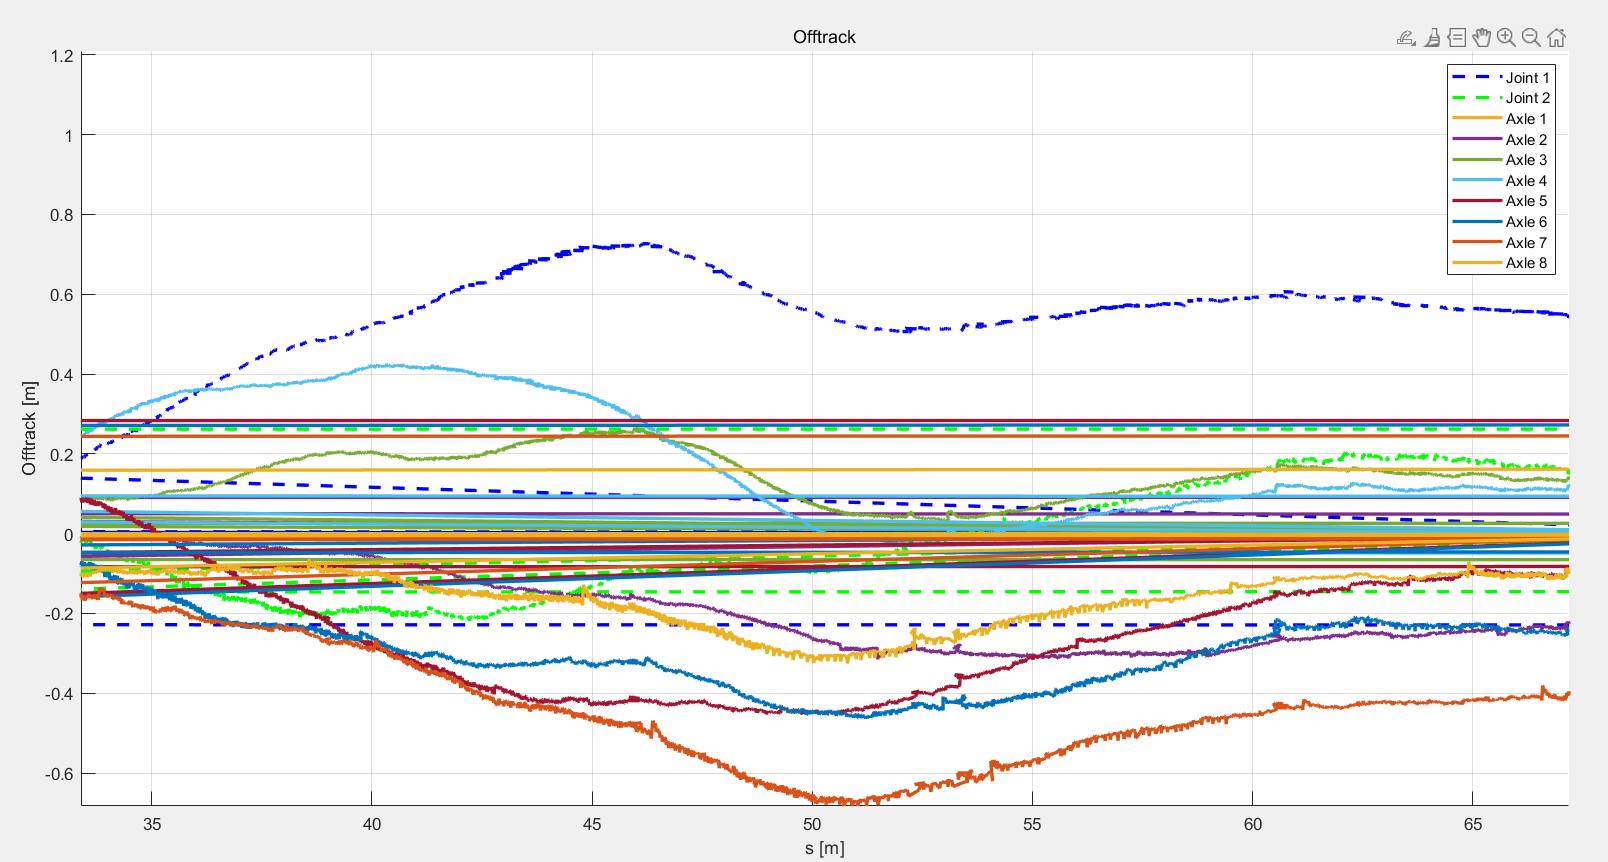 Offtrack
1.2
1
0.8
0.6
0.4
0.2
0
-0.2
-0.4
-0.6
Offtrack [m]
35 40 45 50 55 60 65
s [m]
Joint 1
Joint 2
Axle 1
Axle 2
Axle 3
Axle 4
Axle 5
Axle 6
Axle 7
Axle 8